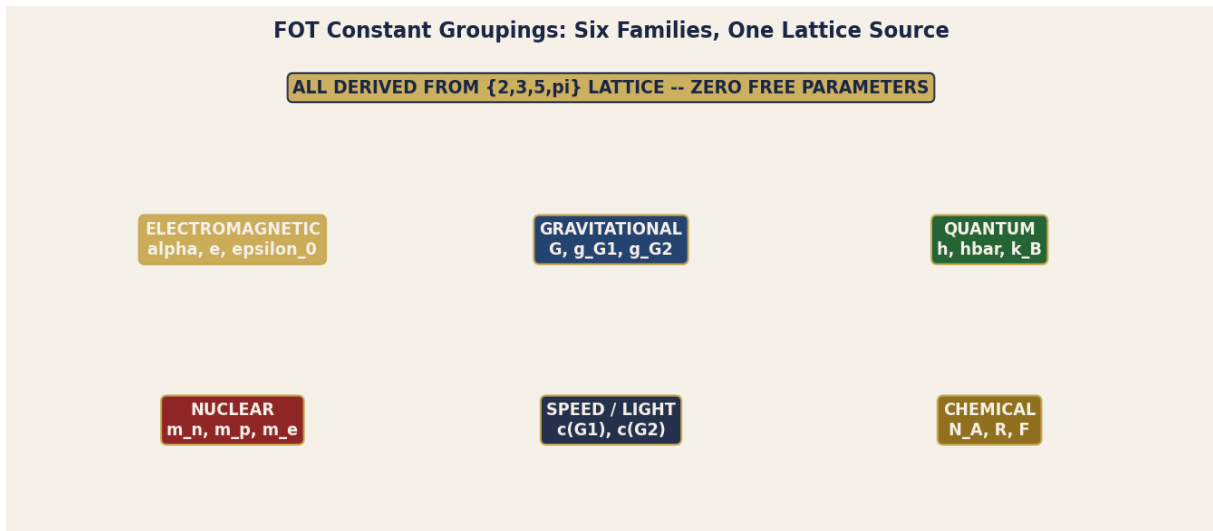 FOT Constant Groupings: Six Families, One Lattice Source
ALL DERIVED FROM {2,3,5,pi} LATTICE -- ZERO FREE PARAMETERS
ELECTROMAGNETIC
alpha, e, epsilon_0
GRAVITATIONAL
G, g_G1, g_G2
QUANTUM
h, hbar, k_B
NUCLEAR
m_n, m_p, m_e
SPEED / LIGHT
c(G1), c(G2)
CHEMICAL
N_A, R, F